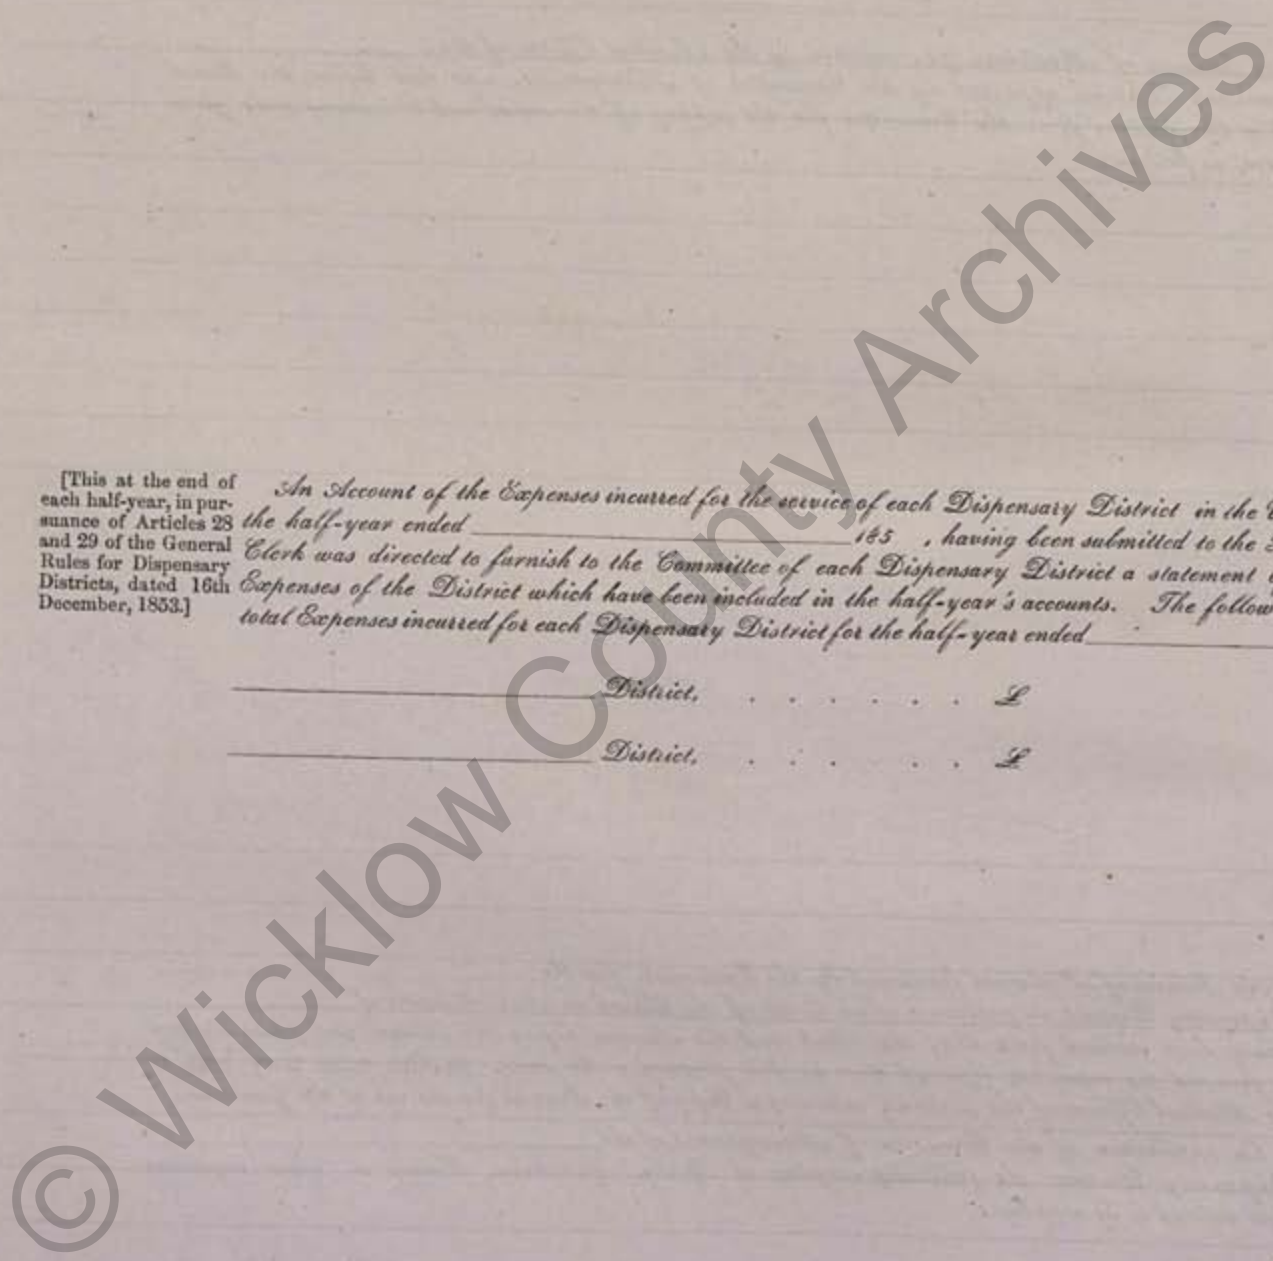 [This at the end of
each half-year, in pur-
suance of Articles 28
and 29 of the General
Rules for Dispensary
Districts, dated 16th
December, 1853.]
An Account of the Expenses incurred for the service of each Dispensary District in the
the half-year ended 185 , having been submitted to the
Clerk was directed to furnish to the Committee of each Dispensary District a statement
Expenses of the District which have been included in the half-year's accounts. The follow
total Expenses incurred for each Dispensary District for the half-year ended
District, . . . . . . £
District, . . . . . £
© Wicklow County Archives